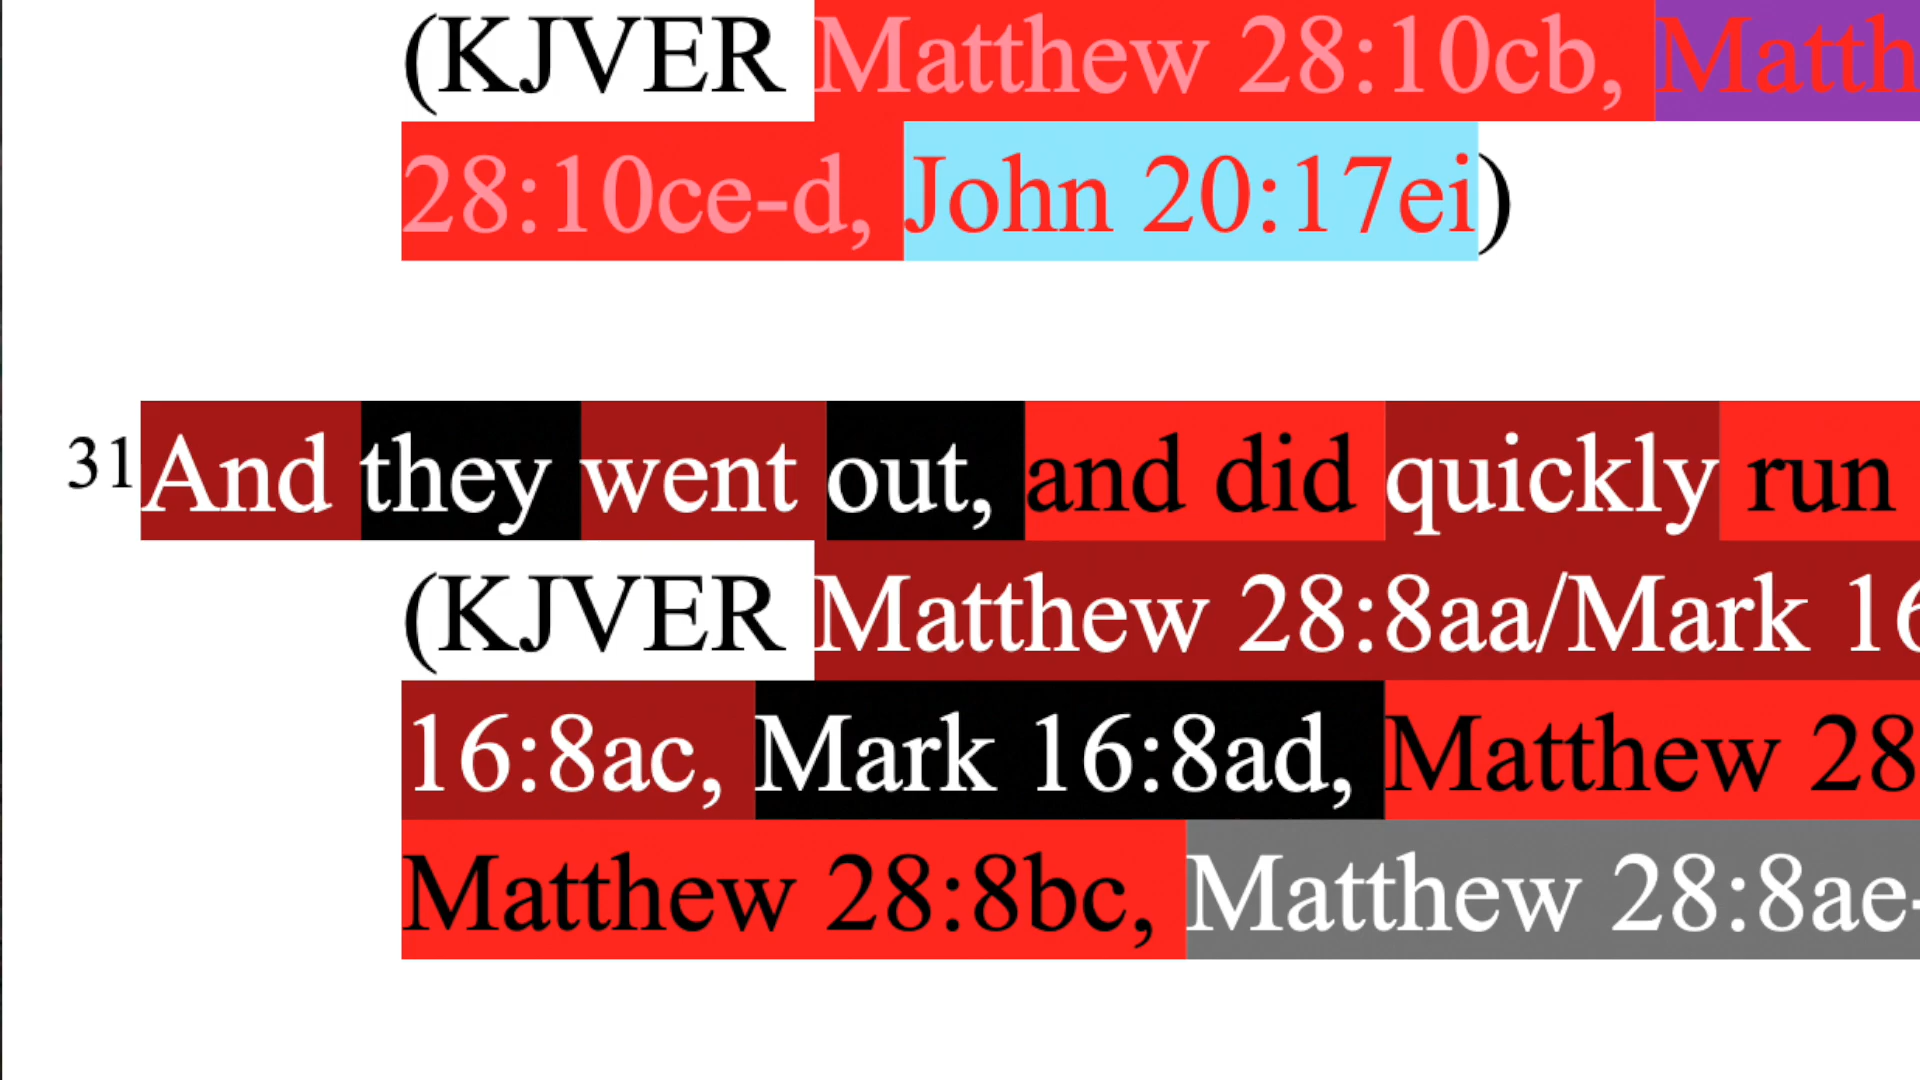 (KJVER Matthew 28:10cb, Matth
28:10ce-d, John 20:17ei)
31 And they went out, and did quickly run
(KJVER Matthew 28:8aa/Mark 16
16:8ac, Mark 16:8ad, Matthew 28
Matthew 28:8bc, Matthew 28:8ae-